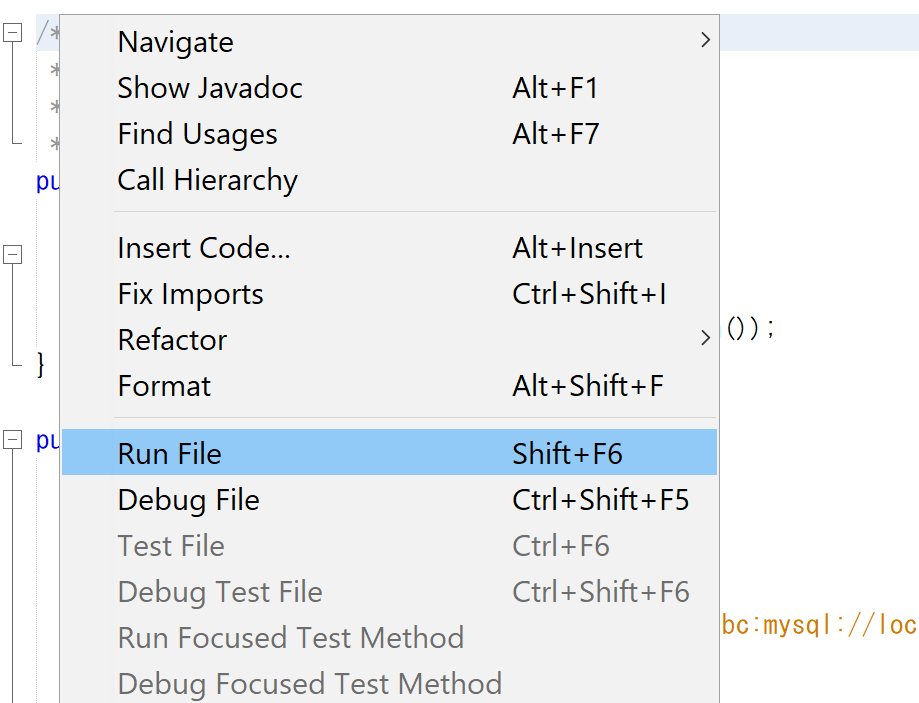 /*
Navigate
*
Show Javadoc Alt+F1
*
Find Usages Alt+F7
*
pu
Call Hierarchy
Insert Code... Alt+Insert
Fix Imports Ctrl+Shift+I
Refactor
());
}
Format Alt+Shift+F
pu
Run File Shift+F6
Debug File Ctrl+Shift+F5
Test File Ctrl+F6
Debug Test File Ctrl+Shift+F6
bc:mysql://loc
Run Focused Test Method
Debug Focused Test Method